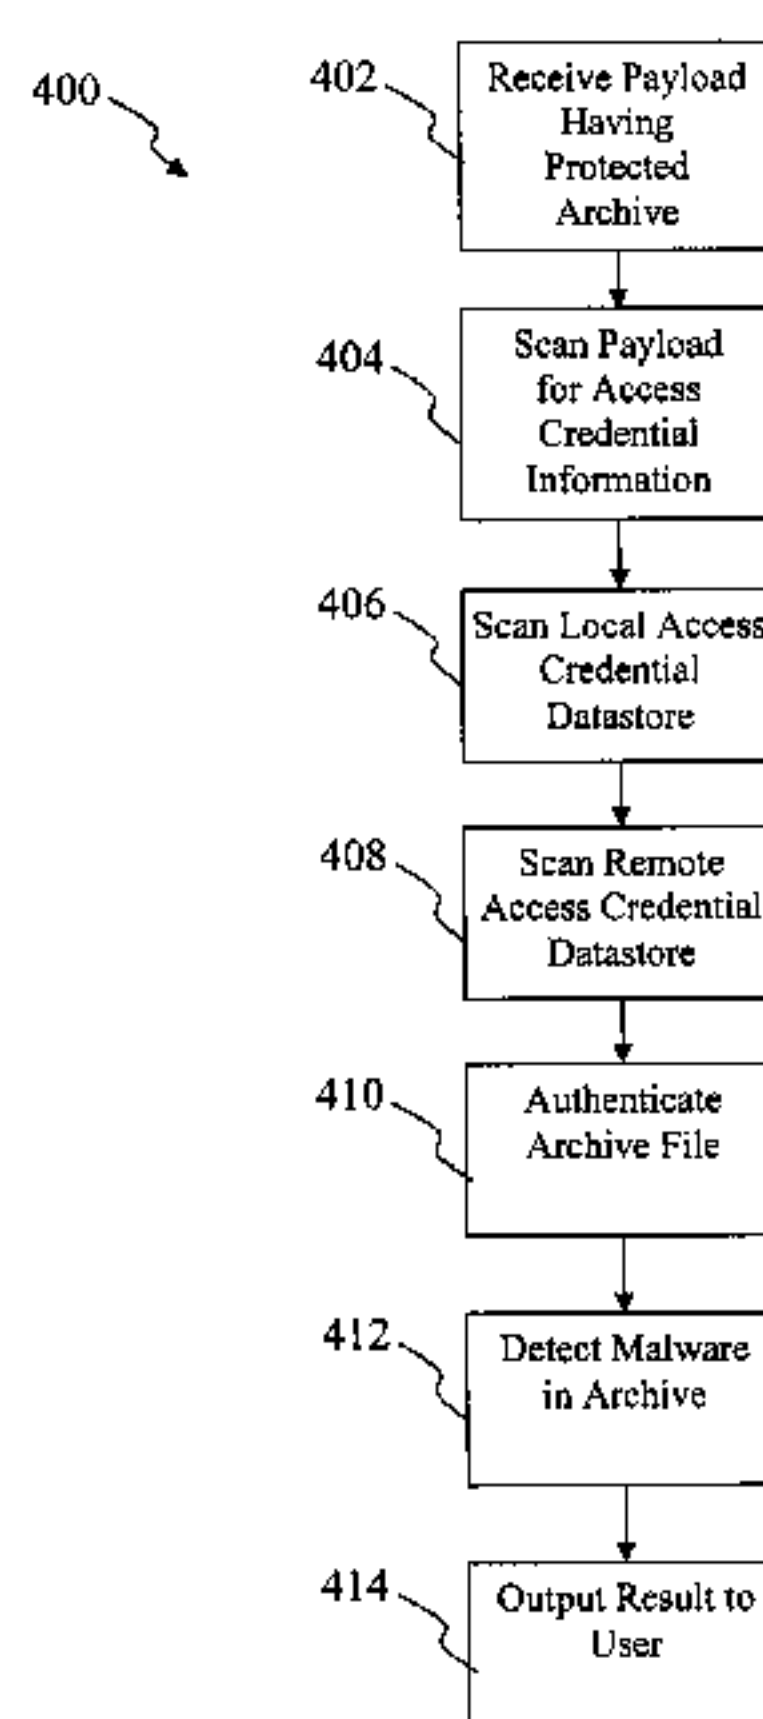 400
402
Receive Payload
Having
Protected
Archive
404
Scan Payload
for Access
Credential
Information
406
Scan Local Access
Credential
Datastore
408
Scan Remote
Access Credential
Datastore
410
Authenticate
Archive File
412
Detect Malware
in Archive
414
Output Result to
User